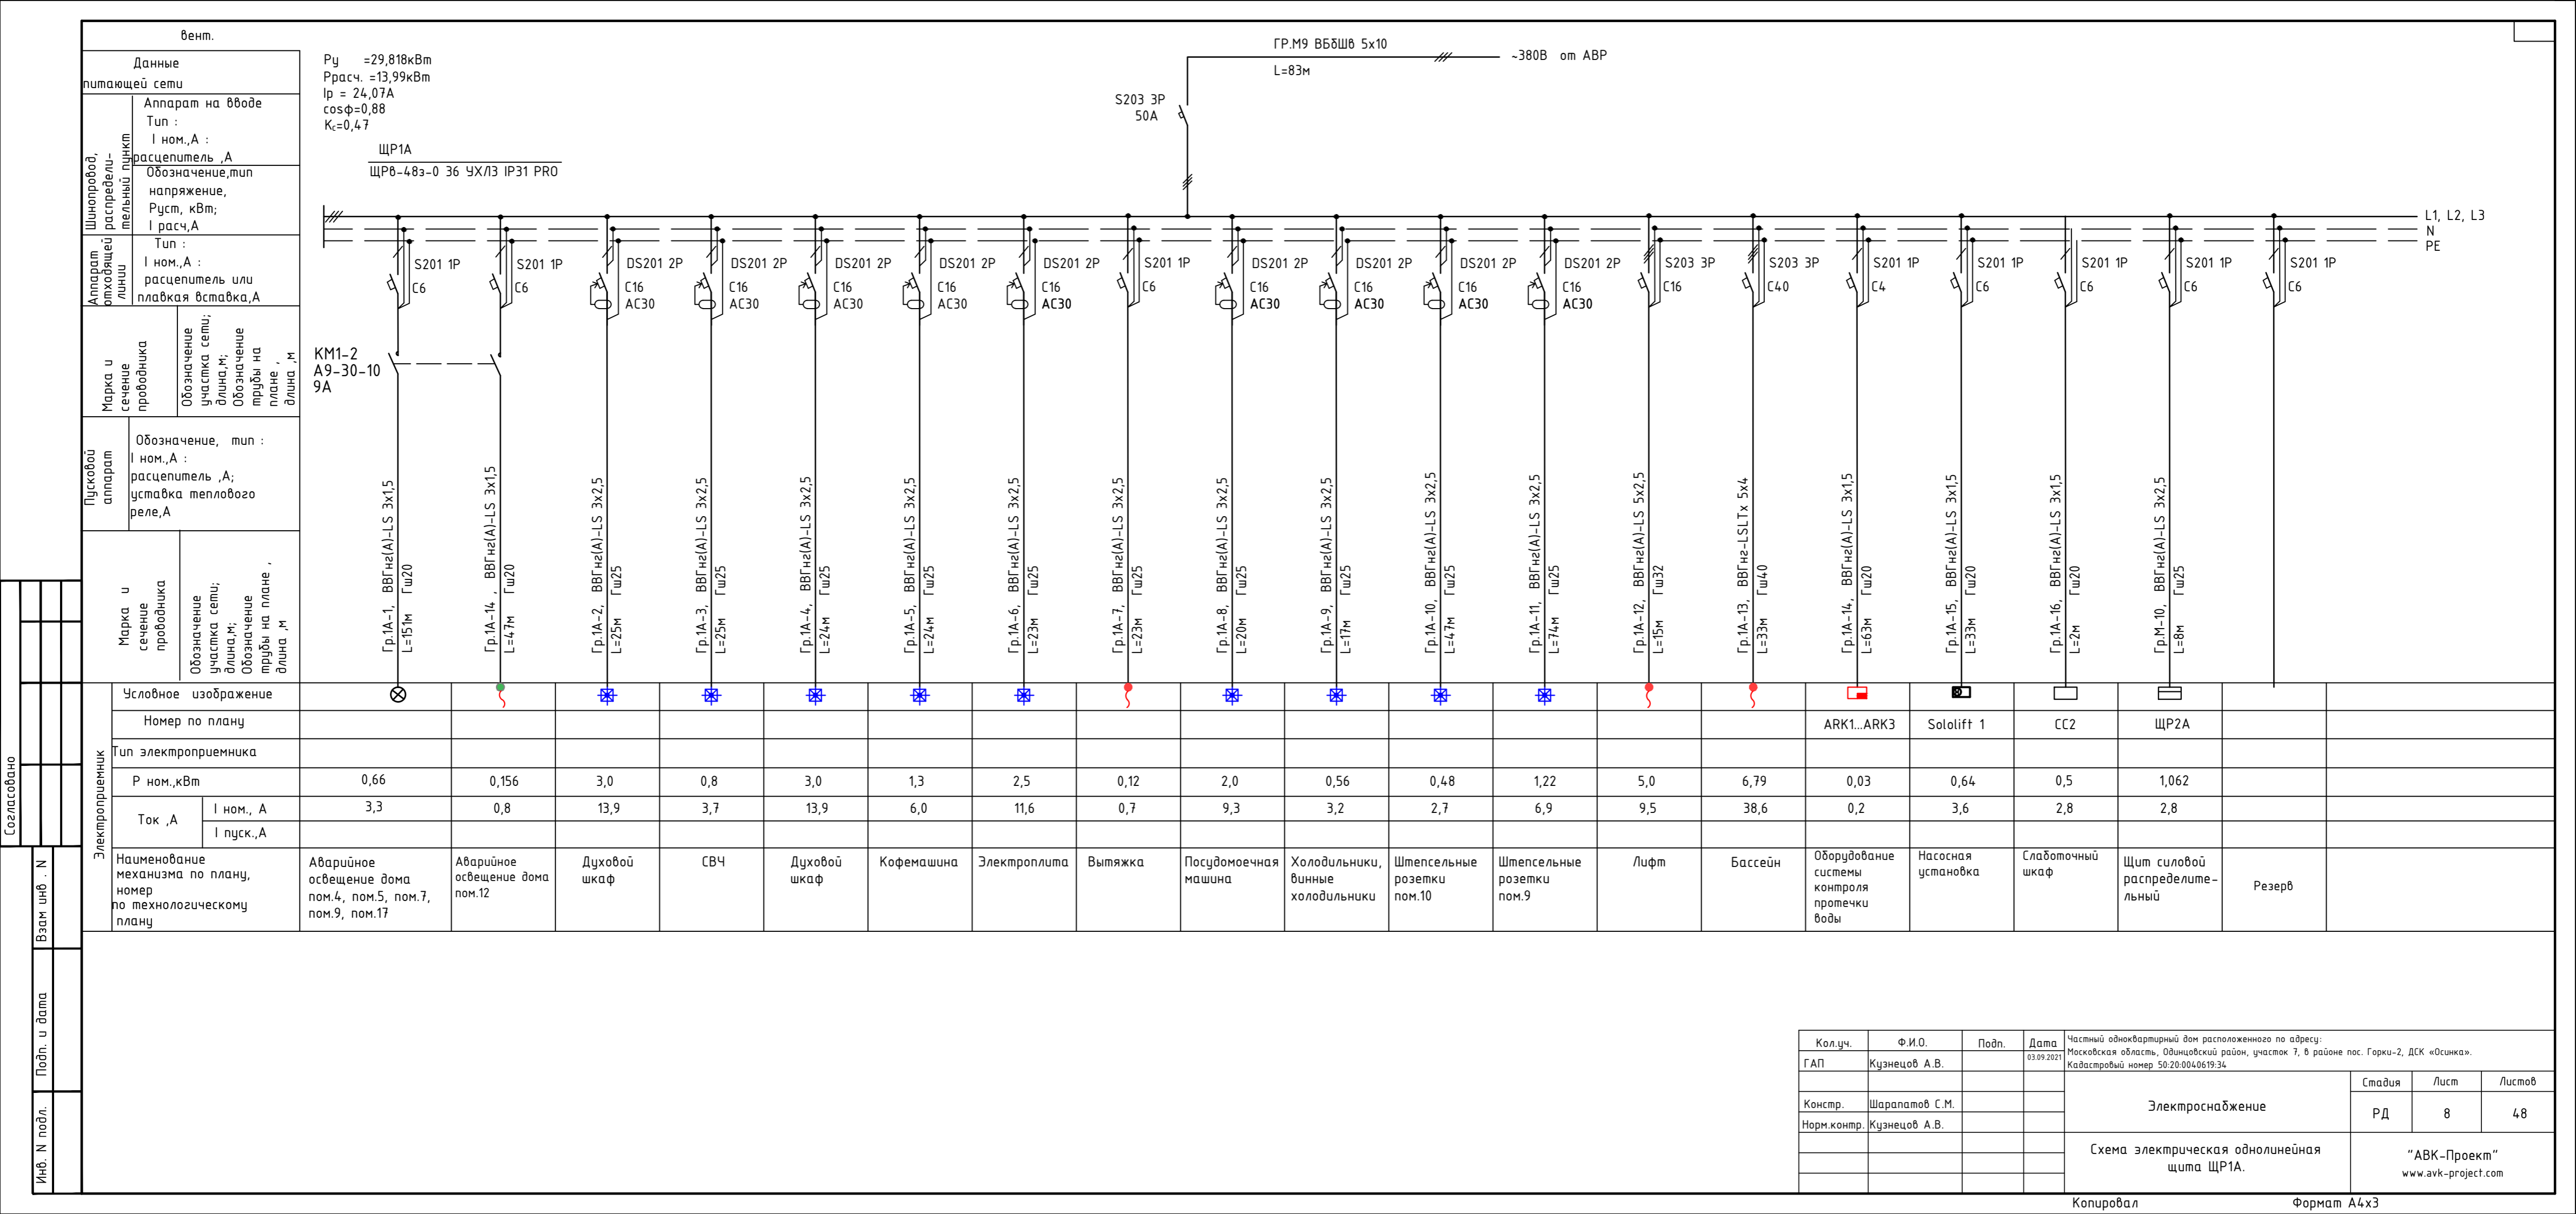 вент.
Данные
питающей сети
Шинопровод,
распредели-
тельный пункт
Аппарат на вводе
Тип :
I ном.,А :
расцепитель ,А
Обозначение,тип
напряжение,
Руст, кВт;
I расч,А
Аппарат
отходящей
линии
Тип :
I ном.,А :
расцепитель или
плавкая вставка,А
Марка и
сечение
проводника
Обозначение
участка сети;
длина,м;
Обозначение
трубы на
плане ,
длина ,м
Пусковой
аппарат
Обозначение, тип :
I ном.,А :
расцепитель ,А;
уставка теплового
реле,А
Марка и
сечение
проводника
Обозначение
участка сети;
длина,м;
Обозначение
трубы на плане ,
длина ,м
Ру =29,818кВт
Ррасч. =13,99кВт
Iр = 24,07А
cosφ=0,88
Кс=0,47
ЩР1А
ЩРв-48з-0 36 УХЛ3 IP31 PRO
ГР.М9 ВБбШв 5х10
L=83м
~380В от АВР
S203 3P
50А
L1, L2, L3
N
PE
S201 1P
C6
S201 1P
C6
DS201 2P
C16
AC30
DS201 2P
C16
AC30
DS201 2P
C16
AC30
DS201 2P
C16
AC30
DS201 2P
C16
AC30
S201 1P
C6
DS201 2P
C16
AC30
DS201 2P
C16
AC30
DS201 2P
C16
AC30
DS201 2P
C16
AC30
S203 3P
C16
S203 3P
C40
S201 1P
C4
S201 1P
C6
S201 1P
C6
S201 1P
C6
S201 1P
C6
КМ1-2
А9-30-10
9А
Гр.1А-1, ВВГнг(А)-LS 3х1,5
L=151м Гш20
Гр.1А-14 , ВВГнг(А)-LS 3х1,5
L=47м Гш20
Гр.1А-2, ВВГнг(А)-LS 3х2,5
L=25м Гш25
Гр.1А-3, ВВГнг(А)-LS 3х2,5
L=25м Гш25
Гр.1А-4, ВВГнг(А)-LS 3х2,5
L=24м Гш25
Гр.1А-5, ВВГнг(А)-LS 3х2,5
L=24м Гш25
Гр.1А-6, ВВГнг(А)-LS 3х2,5
L=23м Гш25
Гр.1А-7, ВВГнг(А)-LS 3х2,5
L=23м Гш25
Гр.1А-8, ВВГнг(А)-LS 3х2,5
L=20м Гш25
Гр.1А-9, ВВГнг(А)-LS 3х2,5
L=17м Гш25
Гр.1А-10, ВВГнг(А)-LS 3х2,5
L=47м Гш25
Гр.1А-11, ВВГнг(А)-LS 3х2,5
L=74м Гш25
Гр.1А-12, ВВГнг(А)-LS 5х2,5
L=15м Гш32
Гр.1А-13, ВВГнг-LSLTx 5х4
L=33м Гш40
Гр.1А-14, ВВГнг(А)-LS 3х1,5
L=63м Гш20
Гр.1А-15, ВВГнг(А)-LS 3х1,5
L=33м Гш20
Гр.1А-16, ВВГнг(А)-LS 3х1,5
L=2м Гш20
Гр.М-10, ВВГнг(А)-LS 3х2,5
L=8м Гш25
Электроприемник
Условное изображение
Номер по плану
ARK1...ARK3 Sololift 1 СС2 ЩР2А
Тип электроприемника
Р ном.,кВт 0,66 0,156 3,0 0,8 3,0 1,3 2,5 0,12 2,0 0,56 0,48 1,22 5,0 6,79 0,03 0,64 0,5 1,062
Ток ,А
I ном., А 3,3 0,8 13,9 3,7 13,9 6,0 11,6 0,7 9,3 3,2 2,7 6,9 9,5 38,6 0,2 3,6 2,8 2,8
I пуск.,А
Наименование
механизма по плану,
номер
по технологическому
плану
Аварийное
освещение дома
пом.4, пом.5, пом.7,
пом.9, пом.17
Аварийное
освещение дома
пом.12
Духовой
шкаф
СВЧ
Духовой
шкаф
Кофемашина
Электроплита
Вытяжка
Посудомоечная
машина
Холодильники,
винные
холодильники
Штепсельные
розетки
пом.10
Штепсельные
розетки
пом.9
Лифт
Бассейн
Оборудование
системы
контроля
протечки
воды
Насосная
установка
Слаботочный
шкаф
Щит силовой
распределите-
льный
Резерв
Согласовано
Взам инв . N
Подп. и дата
Инв. N подл.
Кол.уч. Ф.И.О. Подп. Дата
ГАП Кузнецов А.В. 03.09.2021
Констр. Шарапатов С.М.
Норм.контр. Кузнецов А.В.
Частный одноквартирный дом расположенного по адресу:
Московская область, Одинцовский район, участок 7, в районе пос. Горки-2, ДСК «Осинка».
Кадастровый номер 50:20:0040619:34
Электроснабжение
Стадия Лист Листов
РД 8 48
Схема электрическая однолинейная
щита ЩР1А.
"АВК-Проект"
www.avk-project.com
Копировал Формат А4х3